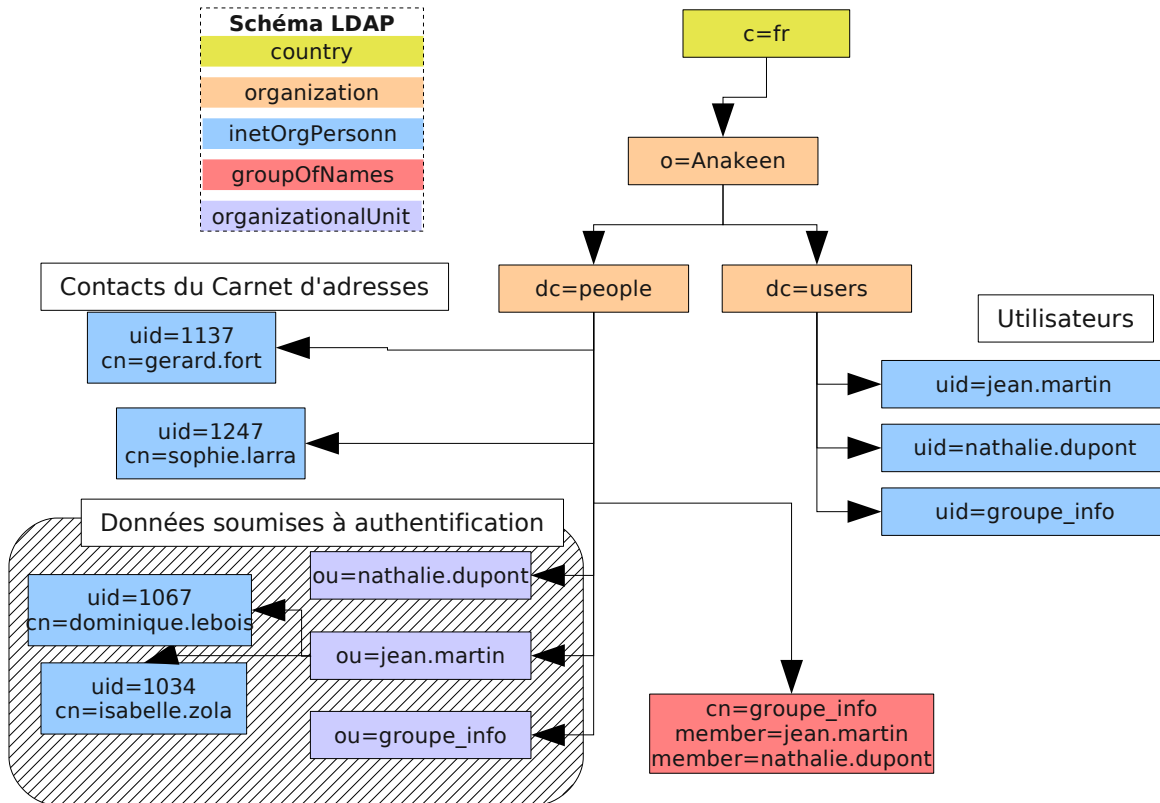 Schéma LDAP
country
organization
inetOrgPersonn
groupOfNames
organizationalUnit
c=fr
o=Anakeen
dc=people
dc=users
Contacts du Carnet d'adresses
uid=1137
cn=gerard.fort
uid=1247
cn=sophie.larra
Utilisateurs
uid=jean.martin
uid=nathalie.dupont
uid=groupe_info
Données soumises à authentification
ou=nathalie.dupont
uid=1067
cn=dominique.lebois
ou=jean.martin
uid=1034
cn=isabelle.zola
ou=groupe_info
cn=groupe_info
member=jean.martin
member=nathalie.dupont